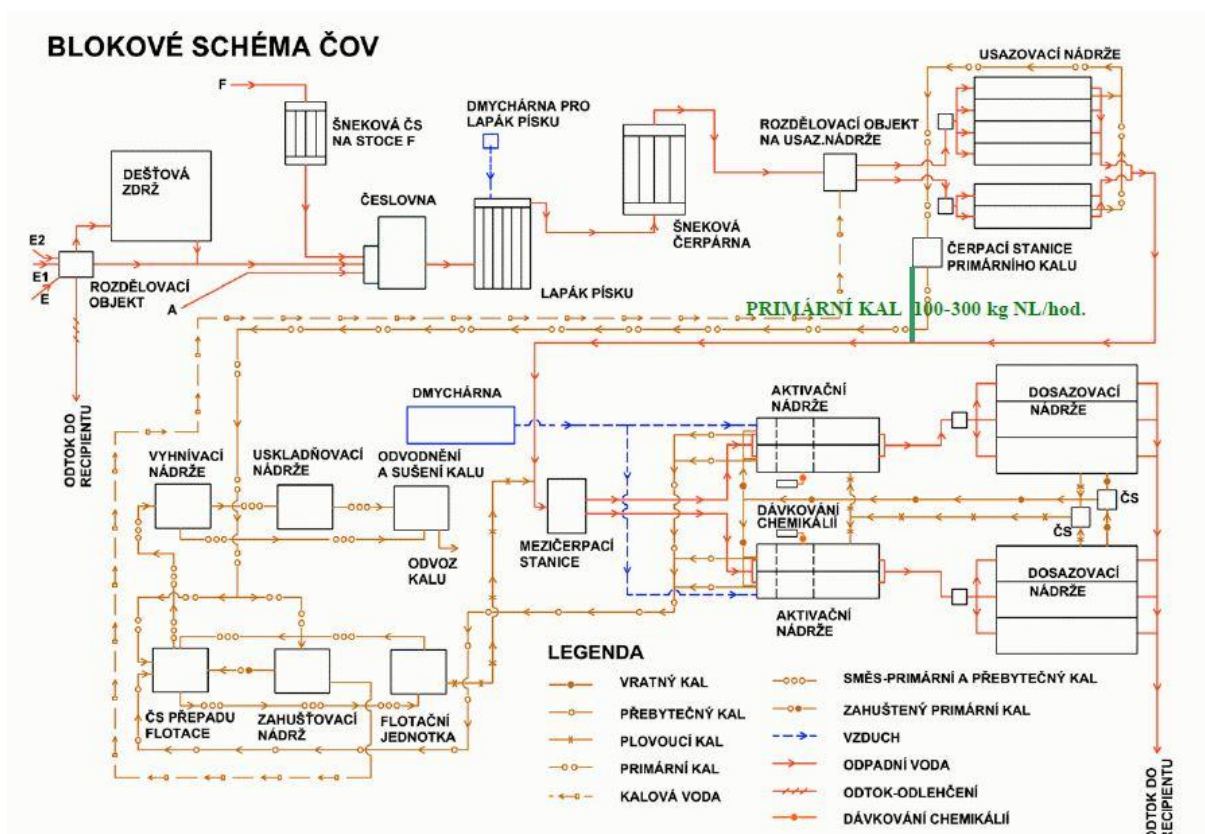 BLOKOVÉ SCHÉMA ČOV
USAZOVACÍ NÁDRŽE
F
DMYCHÁRNA PRO
LAPÁK PÍSKU
ŠNEKOVÁ ČS
NA STOCE F
ROZDĚLOVACÍ OBJEKT
NA USAZ.NÁDRŽE
DEŠŤOVÁ
ZDRŽ
ČESLOVNA
ŠNEKOVÁ
ČERPÁRNA
E2
E1
E
ROZDĚLOVACÍ
OBJEKT
A
LAPÁK PÍSKU
ČERPACÍ STANICE
PRIMÁRNÍHO KALU
PRIMÁRNÍ KAL 100-300 kg NL/hod.
ODTOK DO
RECIPIENTU
DMYCHÁRNA
AKTIVAČNÍ
NÁDRŽE
DOSAZOVACÍ
NÁDRŽE
VYHNÍVACÍ
NÁDRŽE
USKLADŇOVACÍ
NÁDRŽE
ODVODNĚNÍ
A SUŠENÍ KALU
ČS
DÁVKOVÁNÍ
CHEMIKÁLIÍ
ČS
MEZIČERPACÍ
STANICE
ODVOZ
KALU
DOSAZOVACÍ
NÁDRŽE
AKTIVAČNÍ
NÁDRŽE
ČS PŘEPADU
FLOTACE
ZAHUŠŤOVACÍ
NÁDRŽ
FLOTAČNÍ
JEDNOTKA
LEGENDA
VRATNÝ KAL
PŘEBYTEČNÝ KAL
PLOVOUCÍ KAL
PRIMÁRNÍ KAL
KALOVÁ VODA
SMĚS-PRIMÁRNÍ A PŘEBYTEČNÝ KAL
ZAHUŠTENÝ PRIMÁRNÍ KAL
VZDUCH
ODPADNÍ VODA
ODTOK-ODLEHČENÍ
DÁVKOVÁNÍ CHEMIKÁLIÍ
ODTOK DO
RECIPIENTU